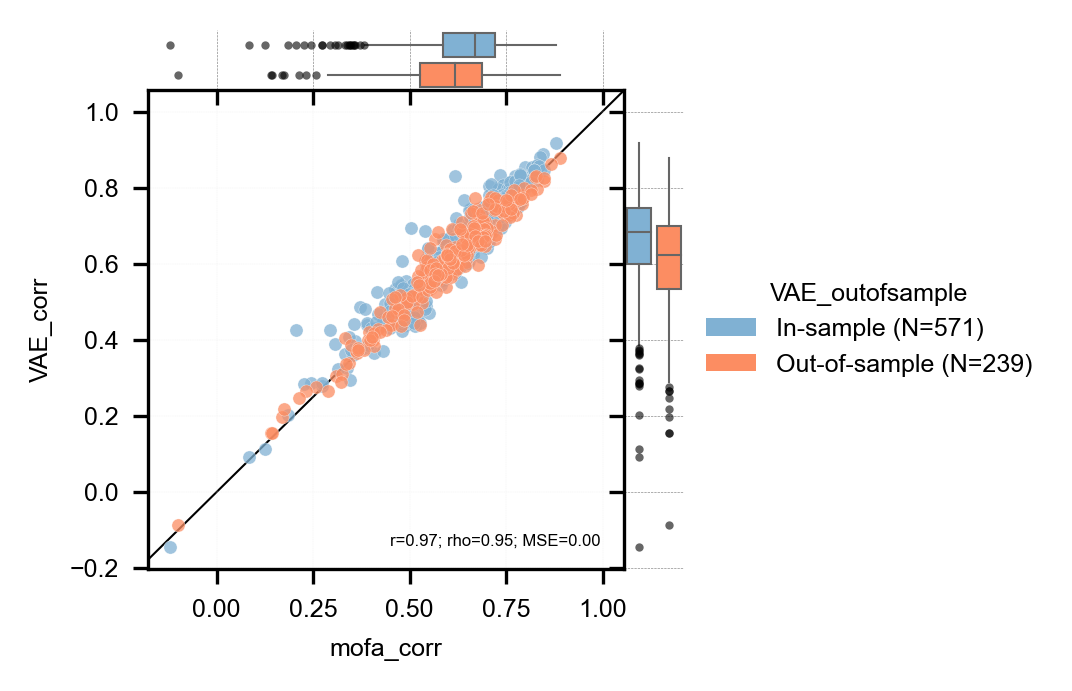 1.0
0.8
0.6
0.4
0.2
0.0
−0.2
VAE_corr
r=0.97; rho=0.95; MSE=0.00
0.00 0.25 0.50 0.75 1.00
mofa_corr
VAE_outofsample
In-sample (N=571)
Out-of-sample (N=239)